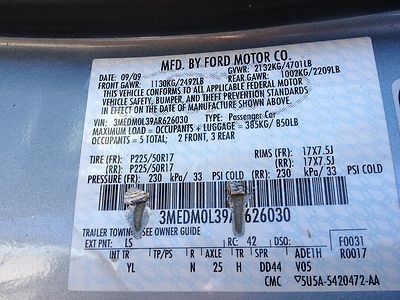 MFD. BY FORD MOTOR CO.
DATE: 09/09 GVWR: 2132KG/4701LB
FRONT GAWR: 1130KG/2492LB REAR GAWR: 1002KG/2209LB
THIS VEHICLE CONFORMS TO ALL APPLICABLE FEDERAL MOTOR
VEHICLE SAFETY, BUMPER, AND THEFT PREVENTION STANDARDS
IN EFFECT ON THE DATE OF MANUFACTURE SHOWN ABOVE.
VIN: 3MEDM0L39AR626030 TYPE: Passenger Car
MAXIMUM LOAD = OCCUPANTS + LUGGAGE = 385KG/ 850LB
OCCUPANTS = 5 TOTAL; 2 FRONT, 3 REAR
TIRE (FR): P225/50R17 RIMS (FR): 17X7.5J
(RR): P225/50R17 (RR): 17X7.5J
PRESSURE (FR): 230 kPa/ 33 PSI COLD (RR): 230 kPa/ 33 PSI COLD
3MEDM0L39AR626030
TRAILER TOWING - SEE OWNER GUIDE F0031
EXT PNT: LS RC: 42 DSO: R0017
INT TR TP/PS R AXLE TR SPR ADE1H
YL N 25 H DD44 V05
CMC 5U5A-5420472-AA